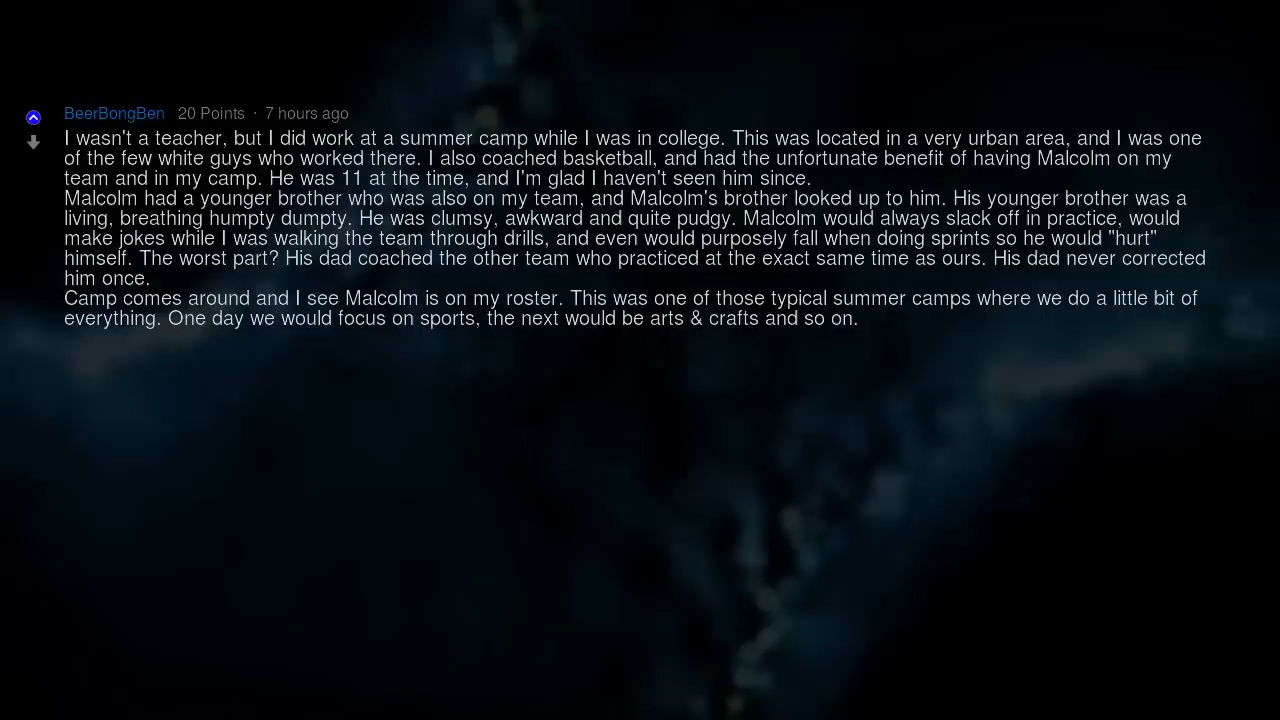 BeerBongBen 20 Points · 7 hours ago
I wasn't a teacher, but I did work at a summer camp while I was in college. This was located in a very urban area, and I was one
of the few white guys who worked there. I also coached basketball, and had the unfortunate benefit of having Malcolm on my
team and in my camp. He was 11 at the time, and I'm glad I haven't seen him since.
Malcolm had a younger brother who was also on my team, and Malcolm's brother looked up to him. His younger brother was a
living, breathing humpty dumpty. He was clumsy, awkward and quite pudgy. Malcolm would always slack off in practice, would
make jokes while I was walking the team through drills, and even would purposely fall when doing sprints so he would "hurt"
himself. The worst part? His dad coached the other team who practiced at the exact same time as ours. His dad never corrected
him once.
Camp comes around and I see Malcolm is on my roster. This was one of those typical summer camps where we do a little bit of
everything. One day we would focus on sports, the next would be arts & crafts and so on.